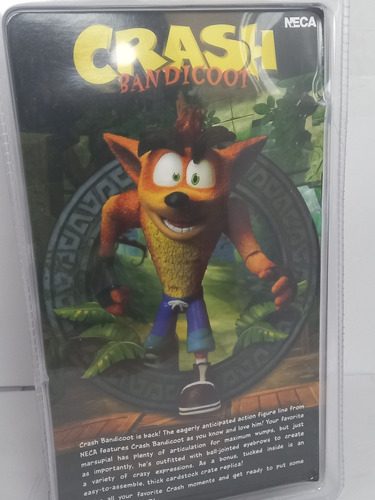 NECA
CRASH
BANDICOOT
Crash Bandicoot is back! The eagerly anticipated action figure line from
NECA features Crash Bandicoot as you know and love him! Your favorite
marsupial has plenty of articulation for maximum wumps, but just
as importantly, he's outfitted with ball-jointed eyebrows to create
a variety of crazy expressions. As a bonus, tucked inside is an
easy-to-assemble, thick cardstock crate replica!
all your favorite Crash moments and get ready to put some